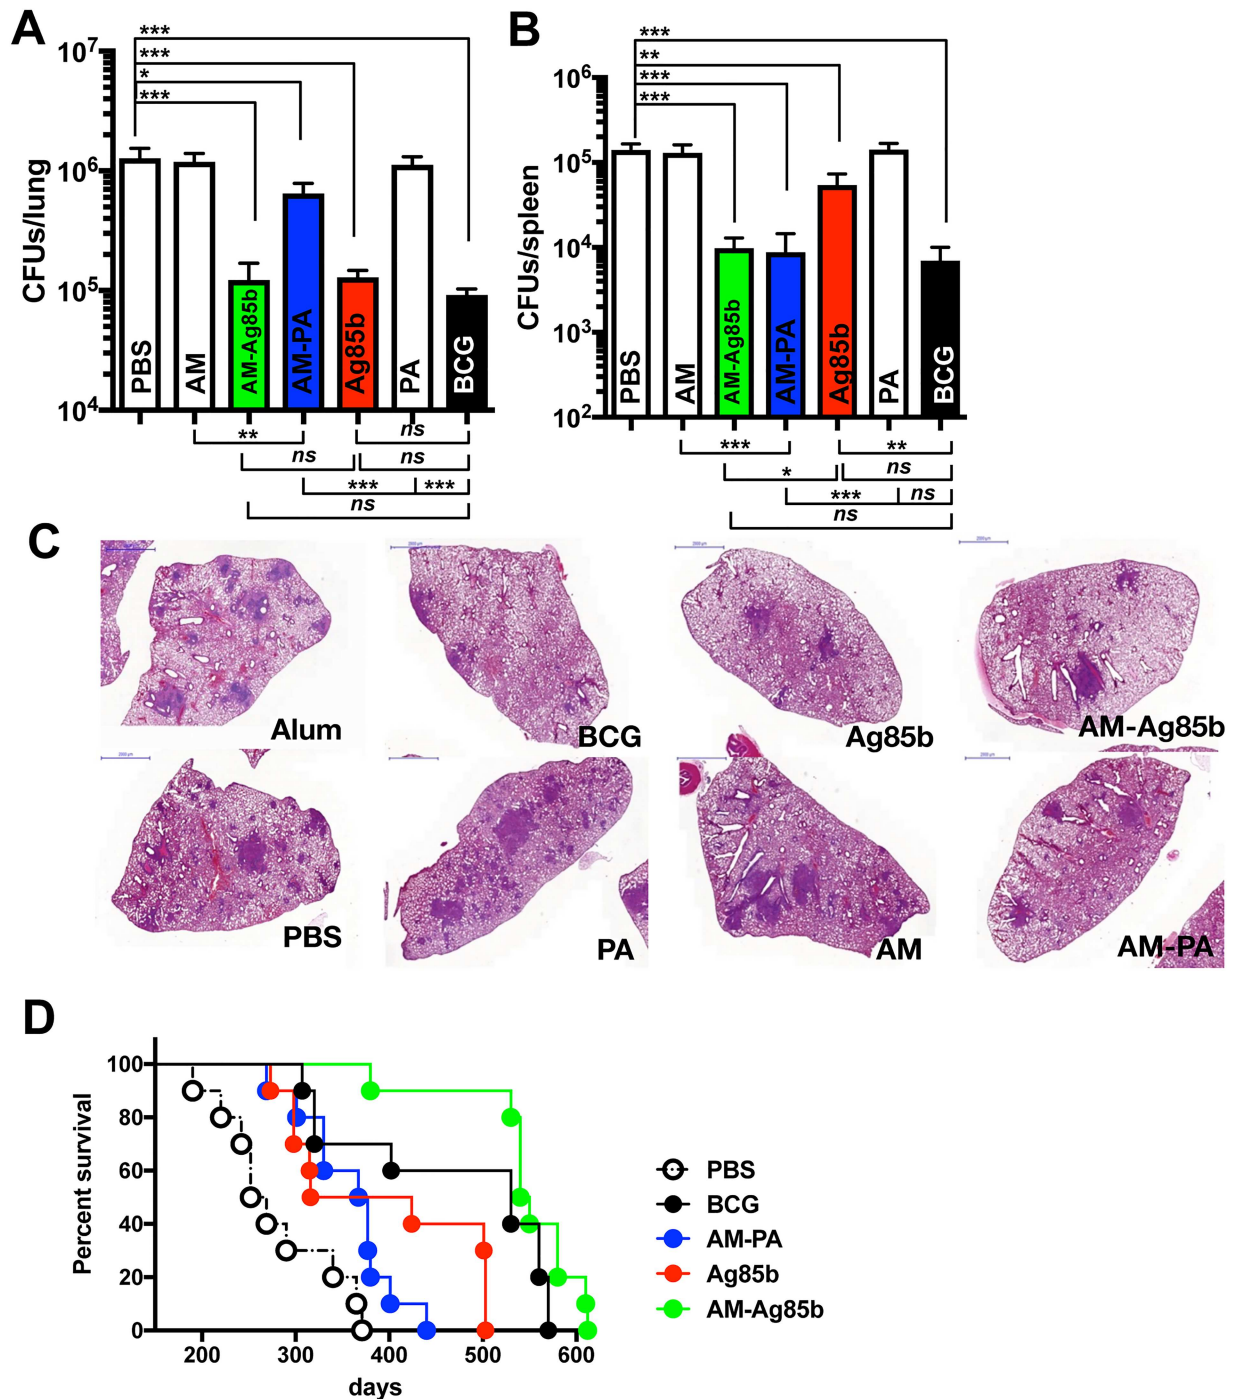 A
***
***
*
***
10⁷
10⁶
10⁵
10⁴
CFUs/lung
PBS
AM
AM-Ag85b
AM-PA
Ag85b
PA
BCG
**
ns
ns
ns
***
***
ns
B
***
**
***
***
10⁶
10⁵
10⁴
10³
10²
CFUs/spleen
PBS
AM
AM-Ag85b
AM-PA
Ag85b
PA
BCG
***
**
*
ns
***
ns
ns
C
Alum
BCG
Ag85b
AM-Ag85b
PBS
PA
AM
AM-PA
D
Percent survival
100
80
60
40
20
0
200 300 400 500 600
days
PBS
BCG
AM-PA
Ag85b
AM-Ag85b